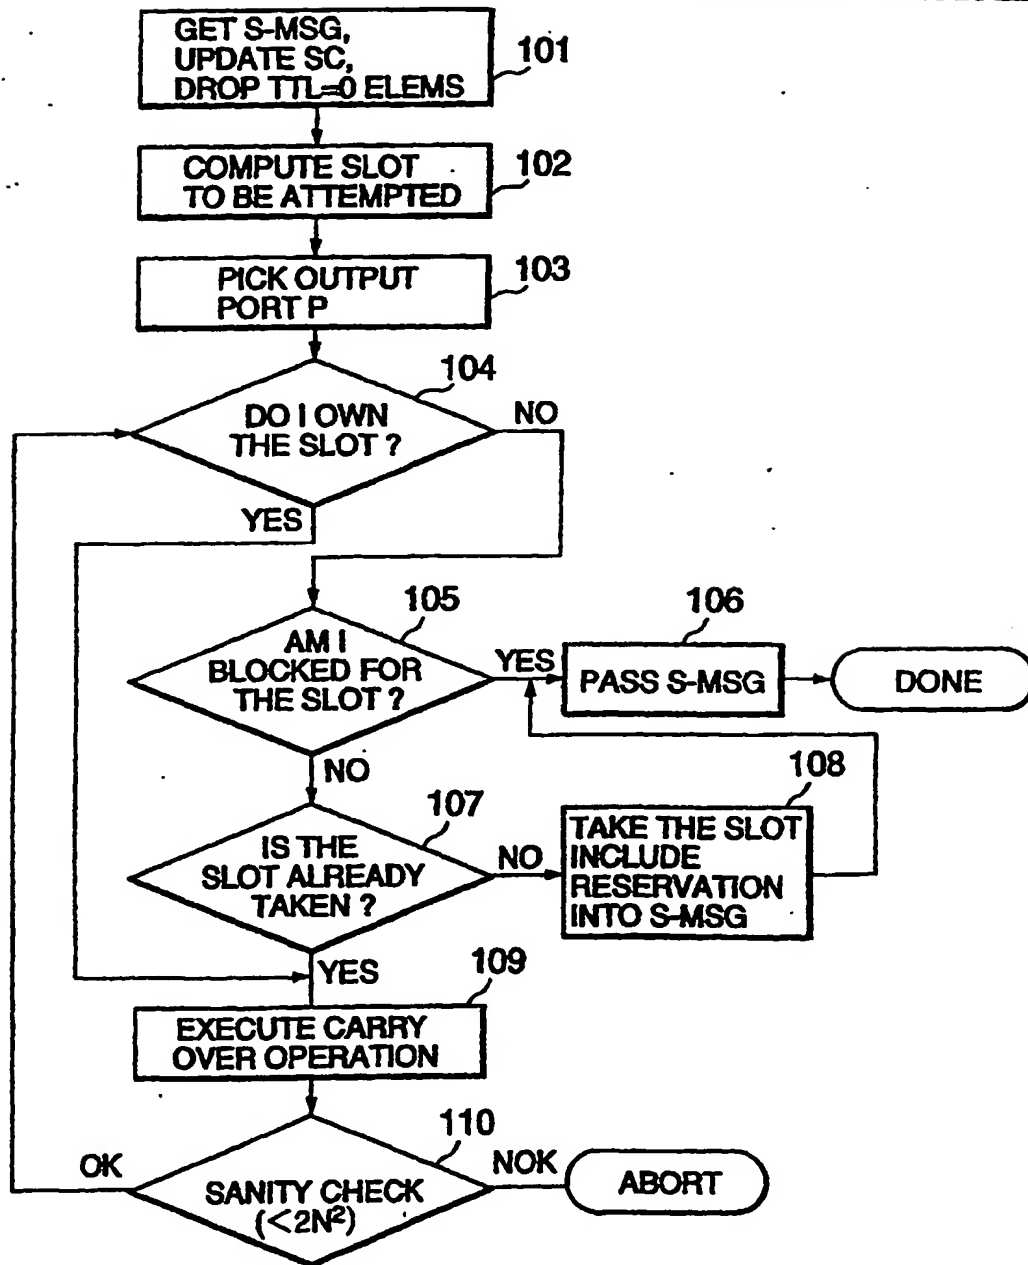 GET S-MSG,
UPDATE SC,
DROP TTL=0 ELEMS
101
COMPUTE SLOT
TO BE ATTEMPTED
102
PICK OUTPUT
PORT P
103
104
DO I OWN
THE SLOT ?
NO
YES
105
AM I
BLOCKED FOR
THE SLOT ?
YES
106
PASS S-MSG
DONE
NO
107
IS THE
SLOT ALREADY
TAKEN ?
NO
108
TAKE THE SLOT
INCLUDE
RESERVATION
INTO S-MSG
YES
109
EXECUTE CARRY
OVER OPERATION
110
OK
SANITY CHECK
(<2N²)
NOK
ABORT